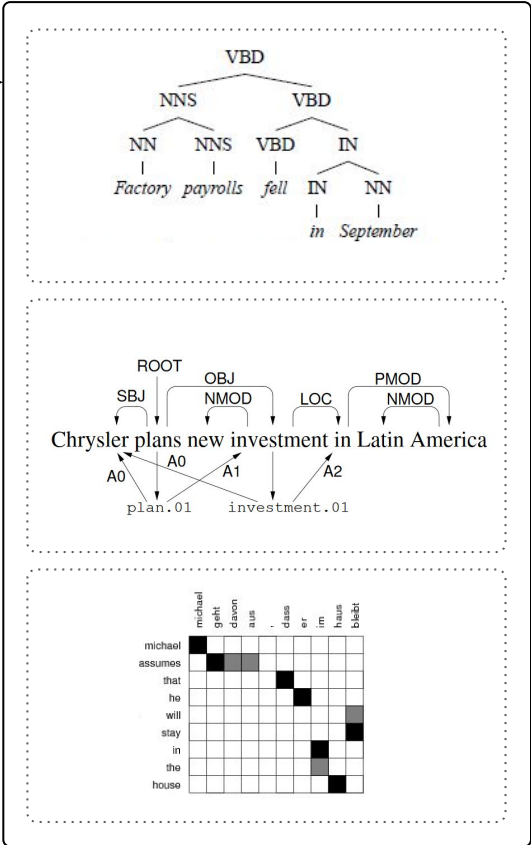 VBD
NNS VBD
NN NNS VBD IN
Factory payrolls fell IN NN
in September
ROOT
OBJ PMOD
SBJ NMOD LOC NMOD
Chrysler plans new investment in Latin America
A0 A0 A1 A2
plan.01 investment.01
michael geht davon aus , dass er im haus bleibt
michael
assumes
that
he
will
stay
in
the
house